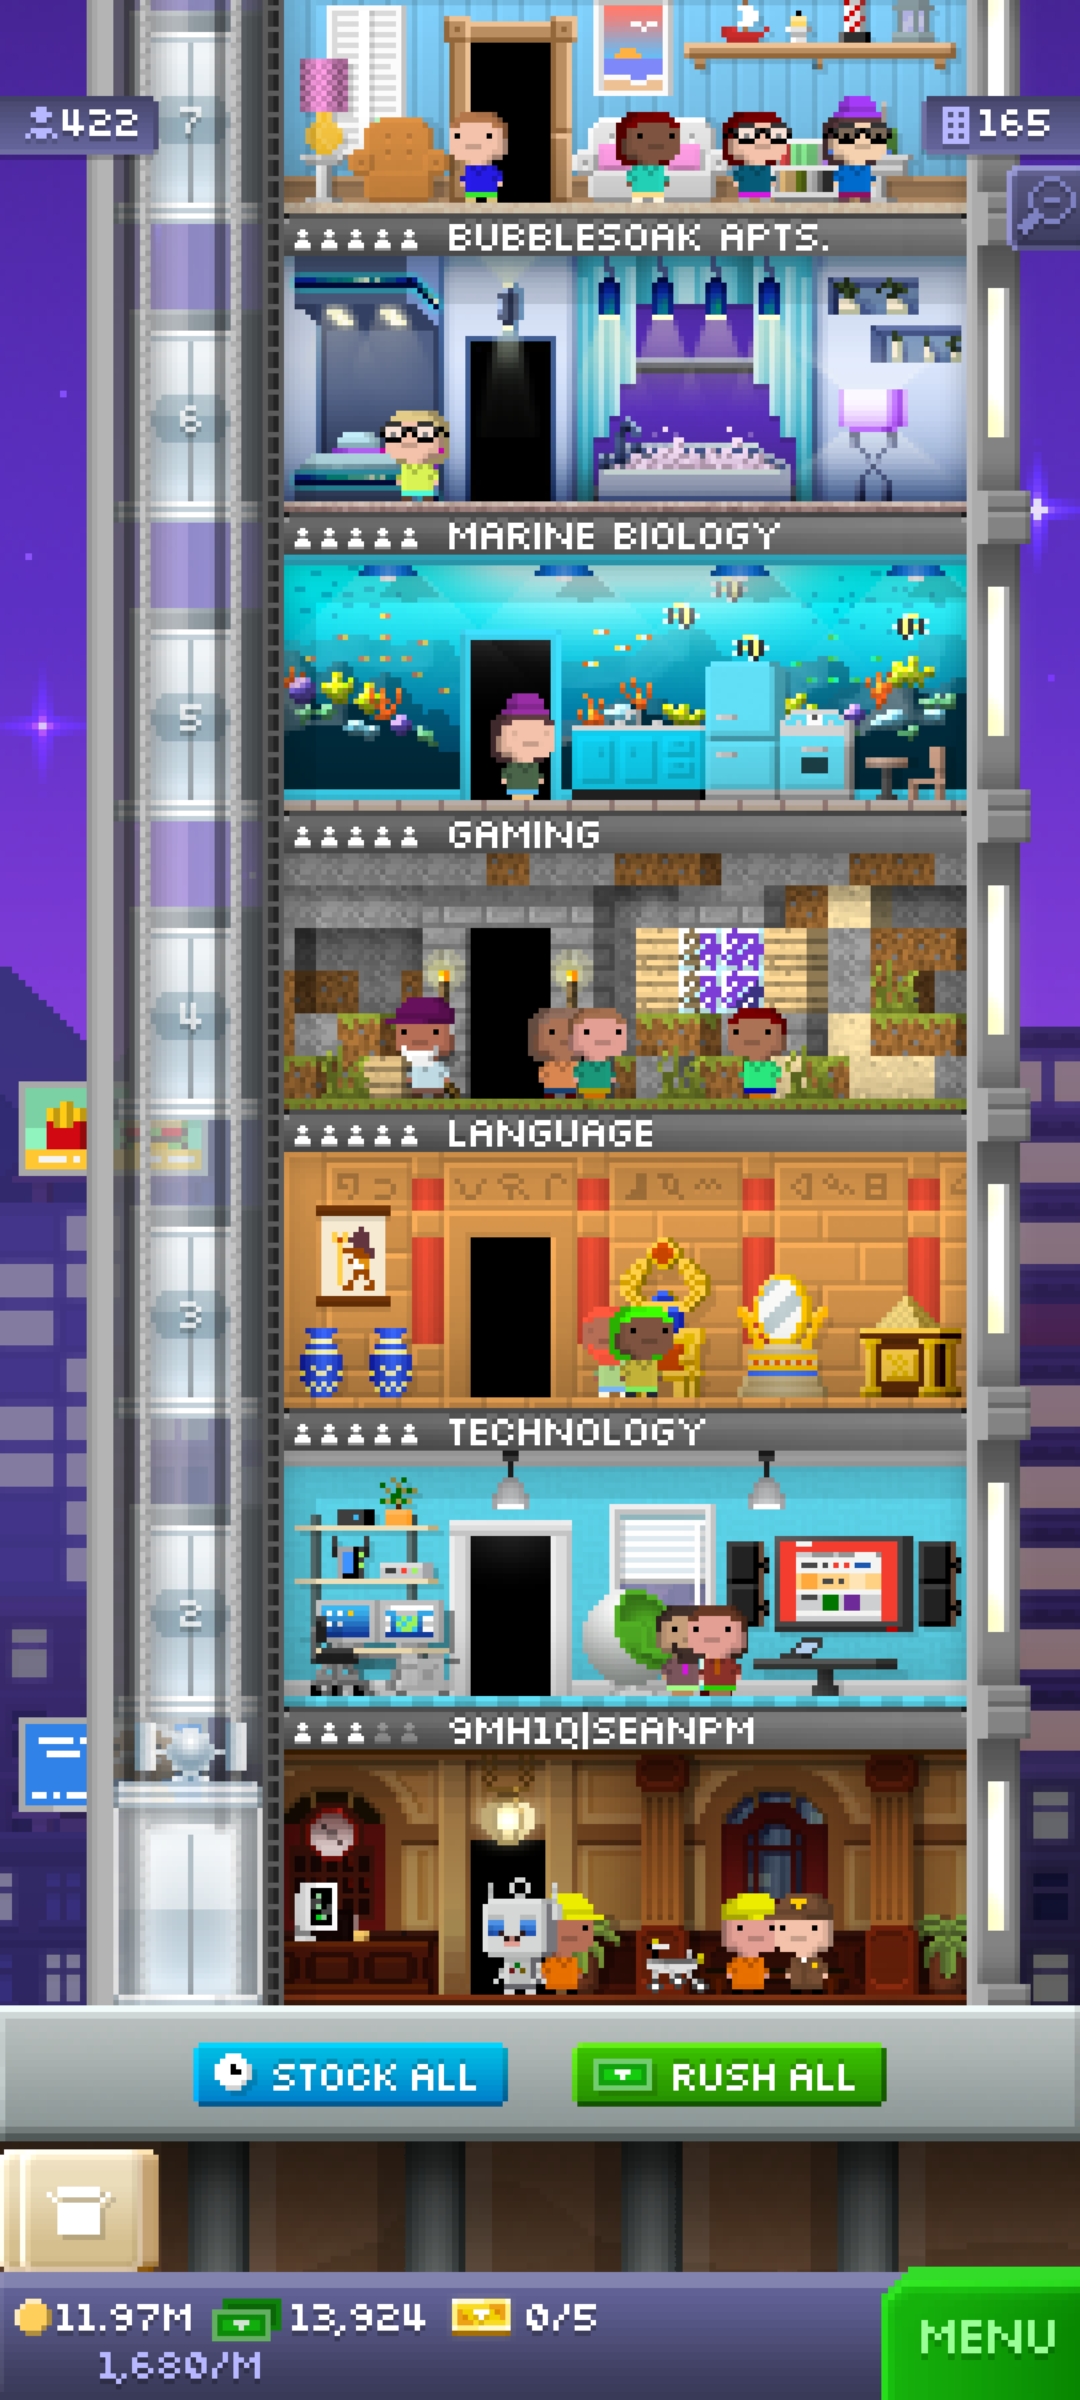 422
7
165
BUBBLESOAK APTS.
6
MARINE BIOLOGY
5
GAMING
4
LANGUAGE
3
TECHNOLOGY
2
9MH1Q|SEANPM
STOCK ALL
RUSH ALL
11.97M
13,924
0/5
1,680/M
MENU